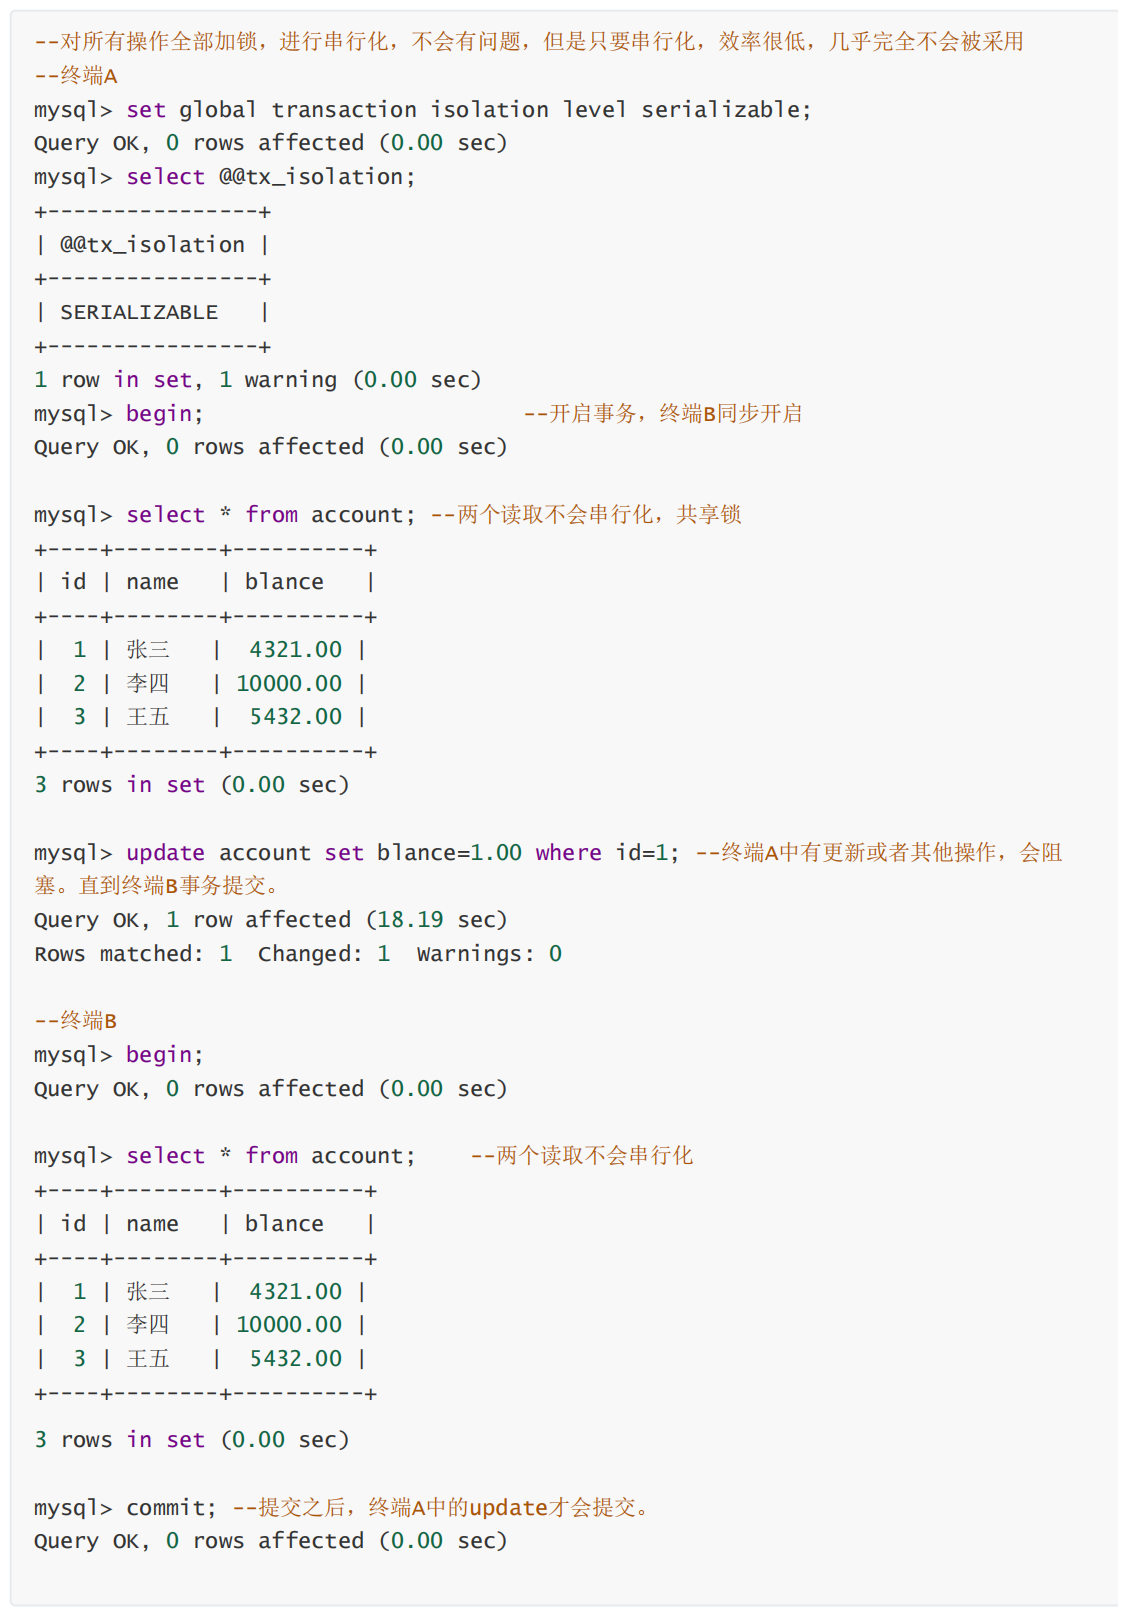 --对所有操作全部加锁，进行串行化，不会有问题，但是只要串行化，效率很低，几乎完全不会被采用
--终端A
mysql> set global transaction isolation level serializable;
Query OK, 0 rows affected (0.00 sec)
mysql> select @@tx_isolation;
+----------------+
| @@tx_isolation |
+----------------+
| SERIALIZABLE   |
+----------------+
1 row in set, 1 warning (0.00 sec)
mysql> begin;                        --开启事务，终端B同步开启
Query OK, 0 rows affected (0.00 sec)

mysql> select * from account; --两个读取不会串行化，共享锁
+----+--------+----------+
| id | name   | blance   |
+----+--------+----------+
|  1 | 张三   |  4321.00 |
|  2 | 李四   | 10000.00 |
|  3 | 王五   |  5432.00 |
+----+--------+----------+
3 rows in set (0.00 sec)

mysql> update account set blance=1.00 where id=1; --终端A中有更新或者其他操作，会阻
塞。直到终端B事务提交。
Query OK, 1 row affected (18.19 sec)
Rows matched: 1  Changed: 1  Warnings: 0

--终端B
mysql> begin;
Query OK, 0 rows affected (0.00 sec)

mysql> select * from account;    --两个读取不会串行化
+----+--------+----------+
| id | name   | blance   |
+----+--------+----------+
|  1 | 张三   |  4321.00 |
|  2 | 李四   | 10000.00 |
|  3 | 王五   |  5432.00 |
+----+--------+----------+
3 rows in set (0.00 sec)

mysql> commit; --提交之后，终端A中的update才会提交。
Query OK, 0 rows affected (0.00 sec)